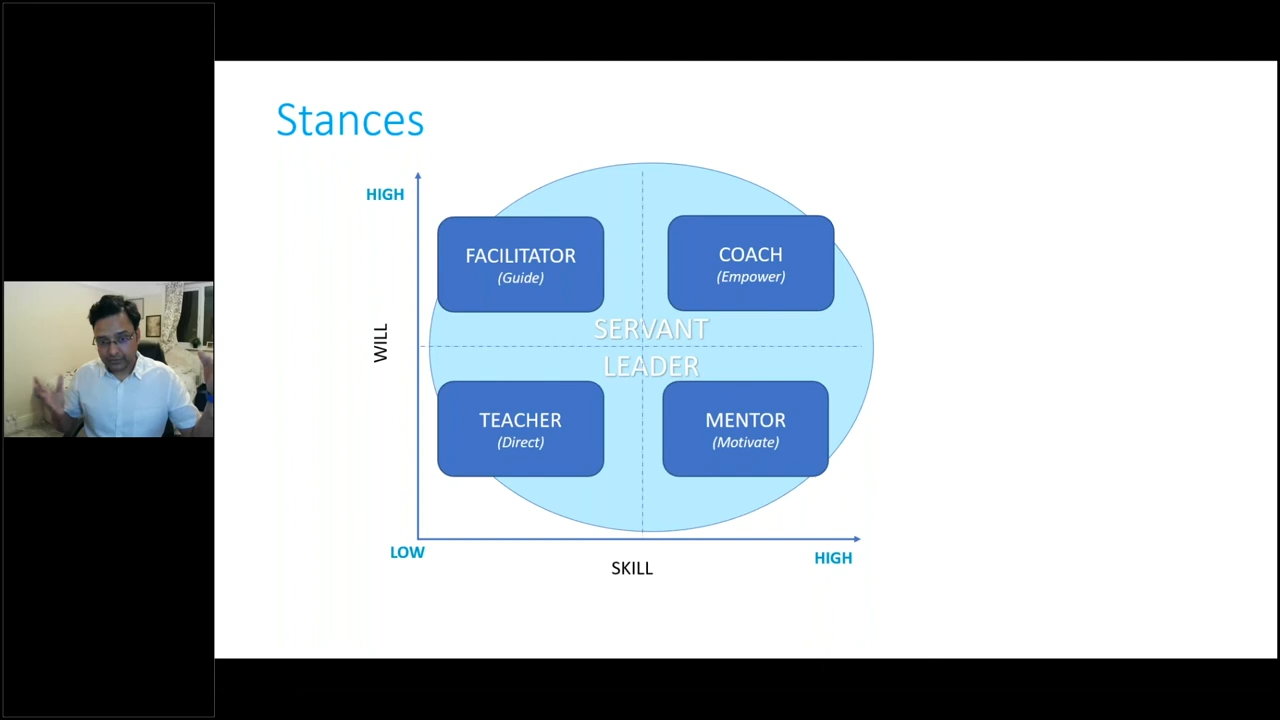 Stances
HIGH
FACILITATOR
(Guide)
COACH
(Empower)
SERVANT
LEADER
WILL
TEACHER
(Direct)
MENTOR
(Motivate)
LOW
HIGH
SKILL